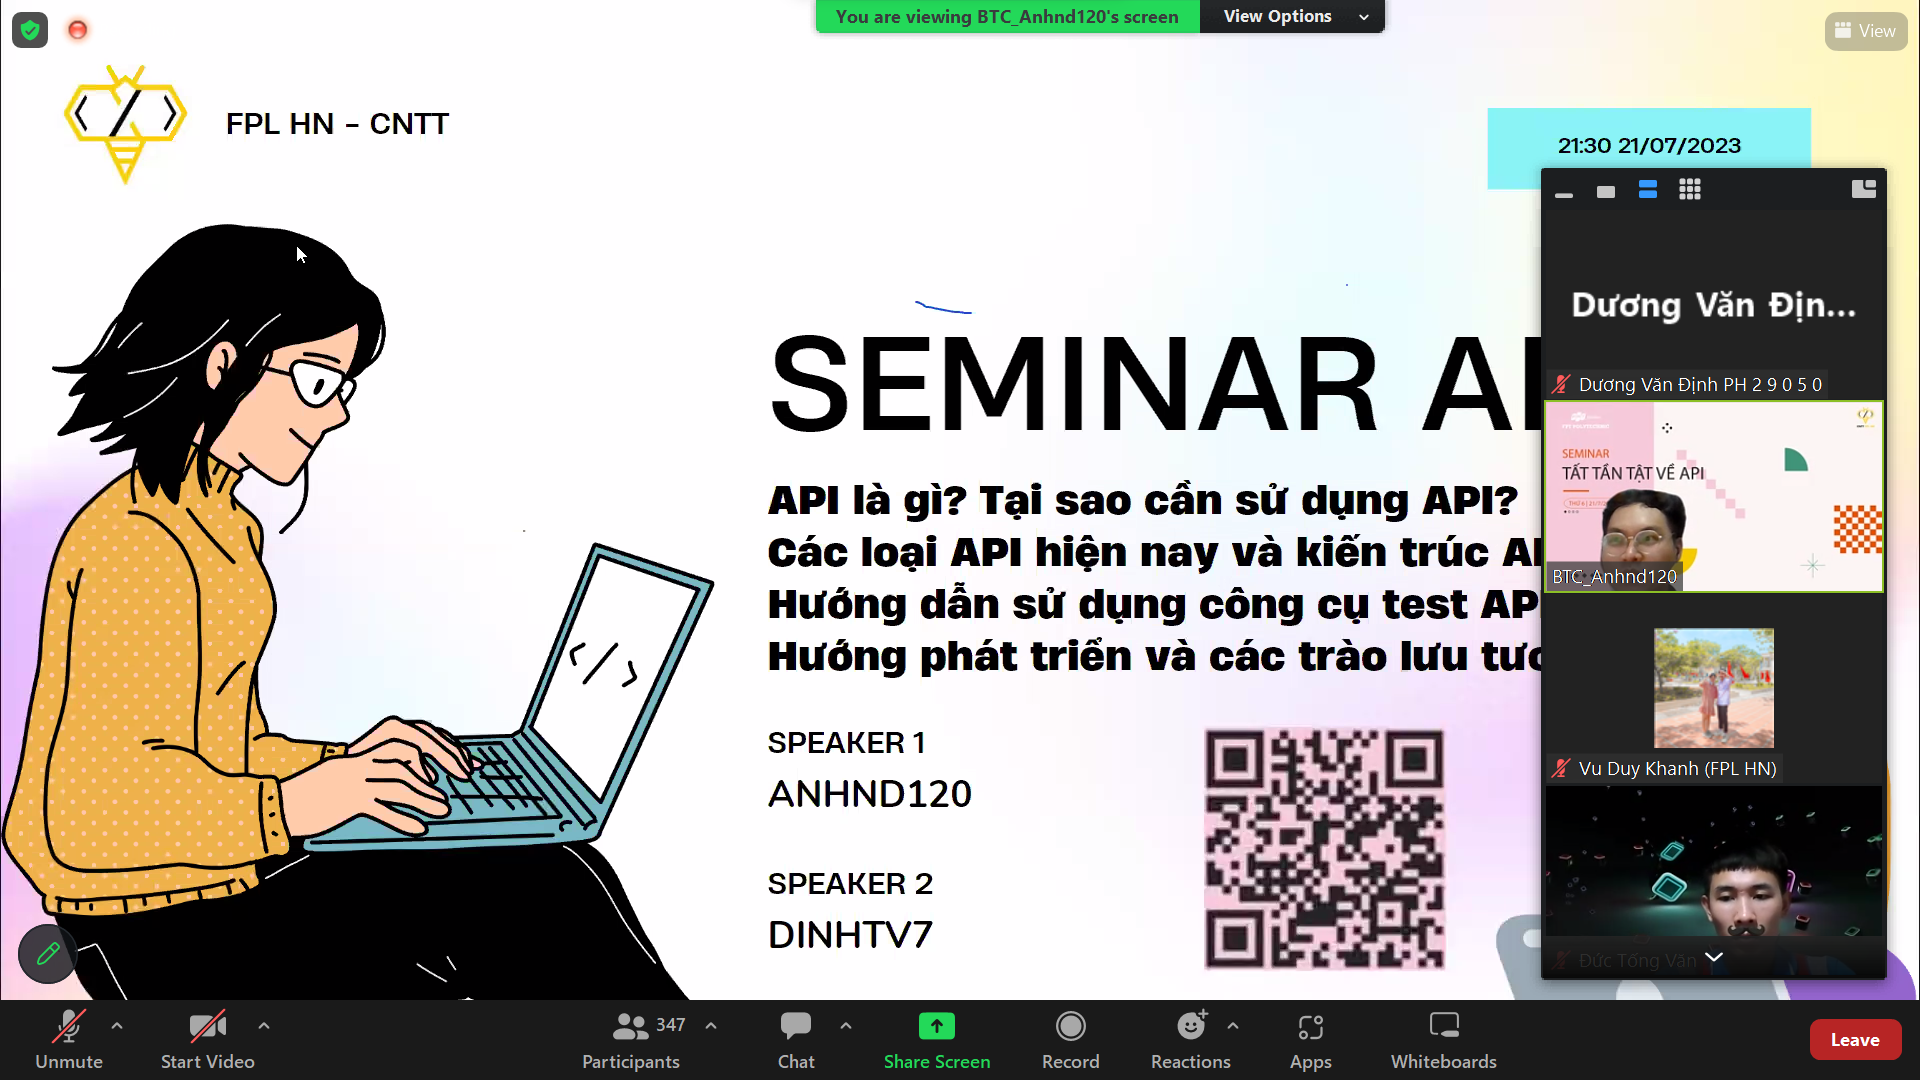 You are viewing BTC_Anhnd120's screen
View Options
View
FPL HN - CNTT
21:30 21/07/2023
SEMINAR AP
API là gì? Tại sao cần sử dụng API?
Các loại API hiện nay và kiến trúc AP
Hướng dẫn sử dụng công cụ test API
Hướng phát triển và các trào lưu tươ
SPEAKER 1
ANHND120
SPEAKER 2
DINHTV7
</>
Dương Văn Địn...
Dương Văn Định PH 2 9 0 5 0
SEMINAR
TẤT TẦN TẬT VỀ API
BTC_Anhnd120
Vu Duy Khanh (FPL HN)
Đức Tống Văn
Unmute
Start Video
347
Participants
Chat
Share Screen
Record
Reactions
Apps
Whiteboards
Leave